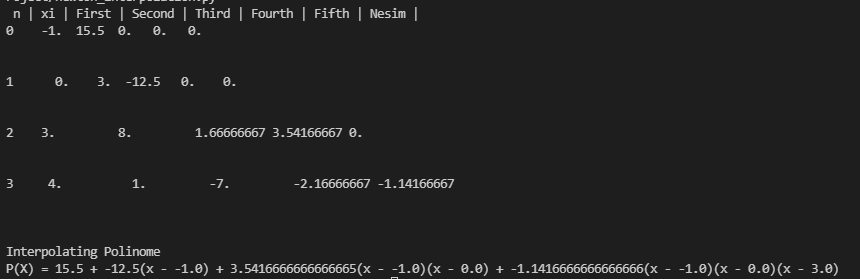 n | xi | First | Second | Third | Fourth | Fifth | Nesim |
0 -1. 15.5 0. 0. 0.
1 0. 3. -12.5 0. 0.
2 3. 8. 1.66666667 3.54166667 0.
3 4. 1. -7. -2.16666667 -1.14166667
Interpolating Polinome
P(X) = 15.5 + -12.5(x - -1.0) + 3.5416666666666665(x - -1.0)(x - 0.0) + -1.1416666666666666(x - -1.0)(x - 0.0)(x - 3.0)